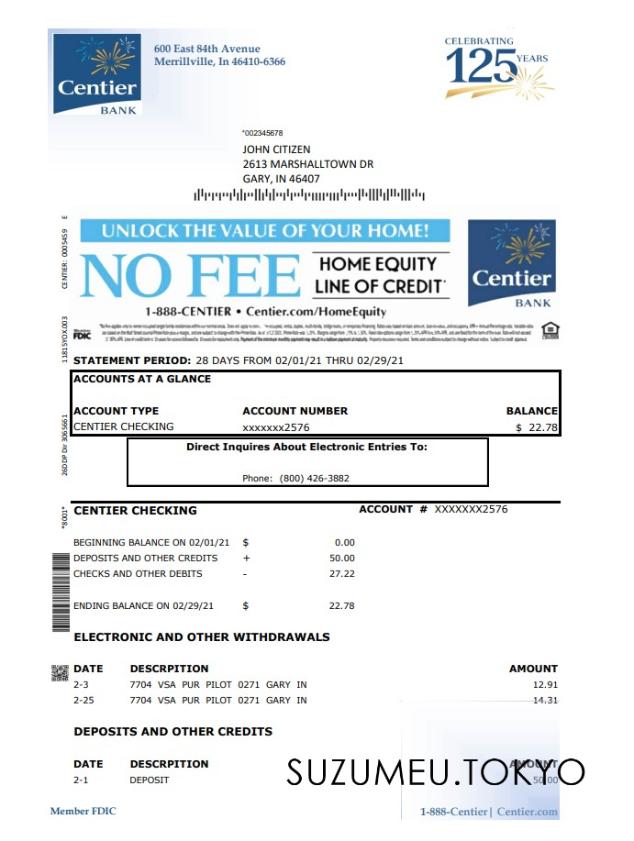 Centier
BANK
600 East 84th Avenue
Merrillville, In 46410-6366
CELEBRATING
125 YEARS
*002345678
JOHN CITIZEN
2613 MARSHALLTOWN DR
GARY, IN 46407
UNLOCK THE VALUE OF YOUR HOME!
NO FEE HOME EQUITY
LINE OF CREDIT*
Centier
BANK
1-888-CENTIER • Centier.com/HomeEquity
Member
FDIC
E
CENTIER: 0005459
11815YOX.003
26DDP Dir 3065661
*8001*
STATEMENT PERIOD: 28 DAYS FROM 02/01/21 THRU 02/29/21
ACCOUNTS AT A GLANCE
ACCOUNT TYPE ACCOUNT NUMBER BALANCE
CENTIER CHECKING xxxxxxx2576 $ 22.78
Direct Inquires About Electronic Entries To:
Phone: (800) 426-3882
CENTIER CHECKING ACCOUNT # XXXXXXX2576
BEGINNING BALANCE ON 02/01/21 $ 0.00
DEPOSITS AND OTHER CREDITS + 50.00
CHECKS AND OTHER DEBITS - 27.22
ENDING BALANCE ON 02/29/21 $ 22.78
ELECTRONIC AND OTHER WITHDRAWALS
DATE DESCRPITION AMOUNT
2-3 7704 VSA PUR PILOT 0271 GARY IN 12.91
2-25 7704 VSA PUR PILOT 0271 GARY IN 14.31
DEPOSITS AND OTHER CREDITS
DATE DESCRPITION AMOUNT
2-1 DEPOSIT 50.00
SUZUMEU.TOKYO
Member FDIC 1-888-Centier| Centier.com